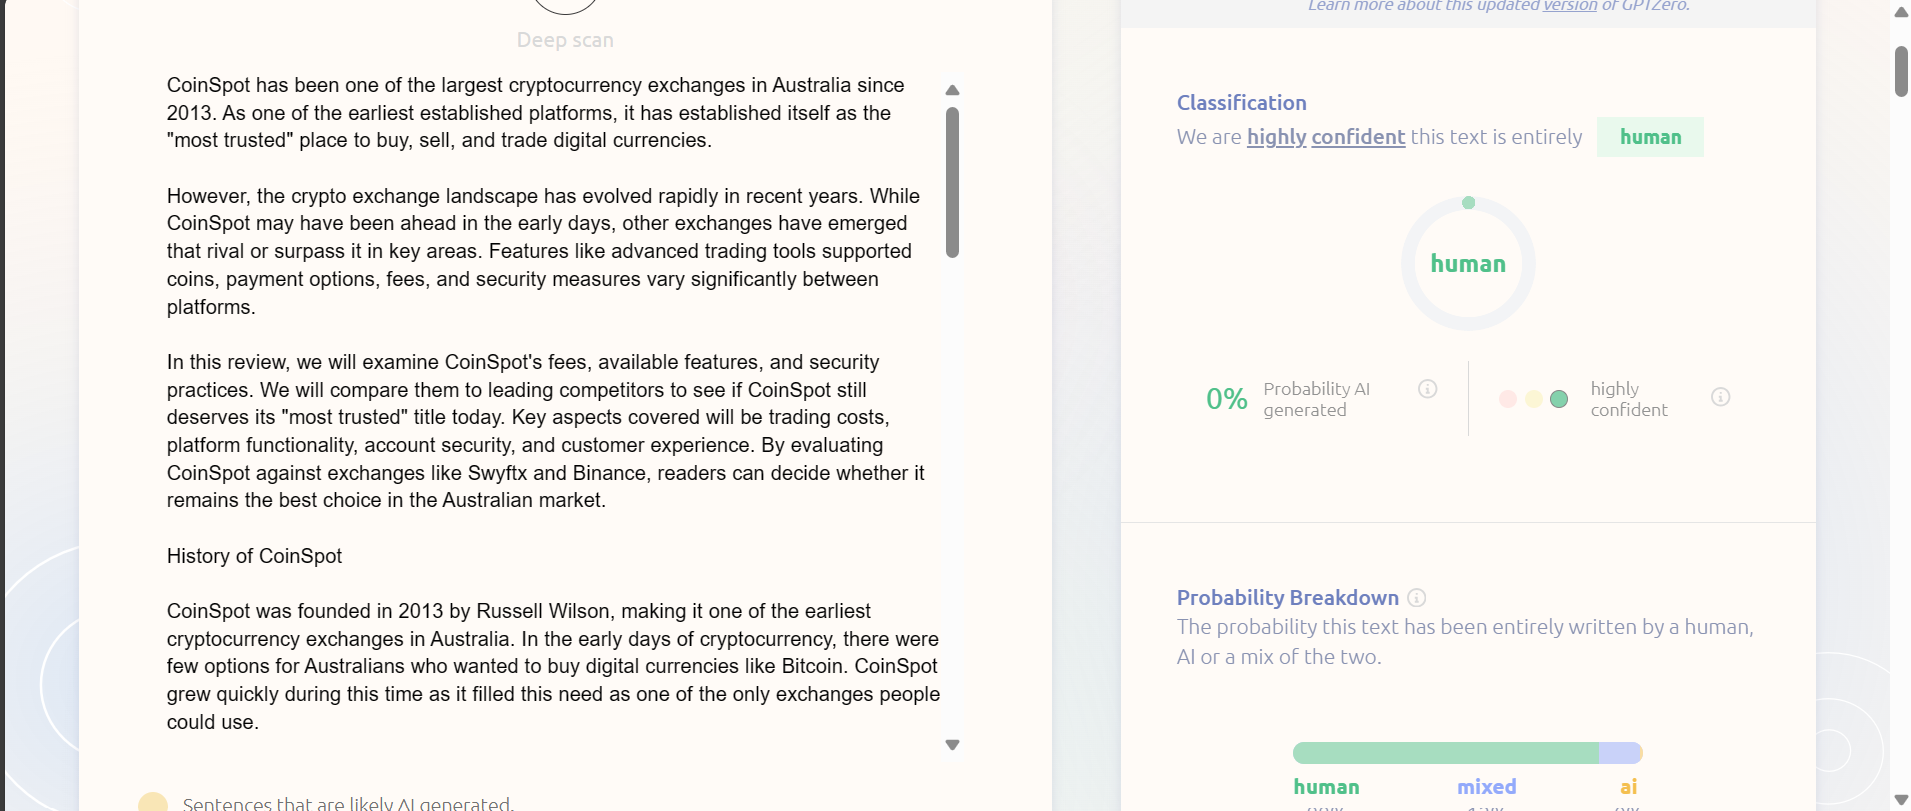 Learn more about this updated version of GPTZero.
Deep scan
CoinSpot has been one of the largest cryptocurrency exchanges in Australia since
2013. As one of the earliest established platforms, it has established itself as the
"most trusted" place to buy, sell, and trade digital currencies.
However, the crypto exchange landscape has evolved rapidly in recent years. While
CoinSpot may have been ahead in the early days, other exchanges have emerged
that rival or surpass it in key areas. Features like advanced trading tools supported
coins, payment options, fees, and security measures vary significantly between
platforms.
In this review, we will examine CoinSpot's fees, available features, and security
practices. We will compare them to leading competitors to see if CoinSpot still
deserves its "most trusted" title today. Key aspects covered will be trading costs,
platform functionality, account security, and customer experience. By evaluating
CoinSpot against exchanges like Swyftx and Binance, readers can decide whether it
remains the best choice in the Australian market.
History of CoinSpot
CoinSpot was founded in 2013 by Russell Wilson, making it one of the earliest
cryptocurrency exchanges in Australia. In the early days of cryptocurrency, there were
few options for Australians who wanted to buy digital currencies like Bitcoin. CoinSpot
grew quickly during this time as it filled this need as one of the only exchanges people
could use.
Sentences that are likely AI generated.
Classification
We are highly confident this text is entirely human
human
0% Probability AI
generated
highly
confident
Probability Breakdown
The probability this text has been entirely written by a human,
AI or a mix of the two.
human mixed ai